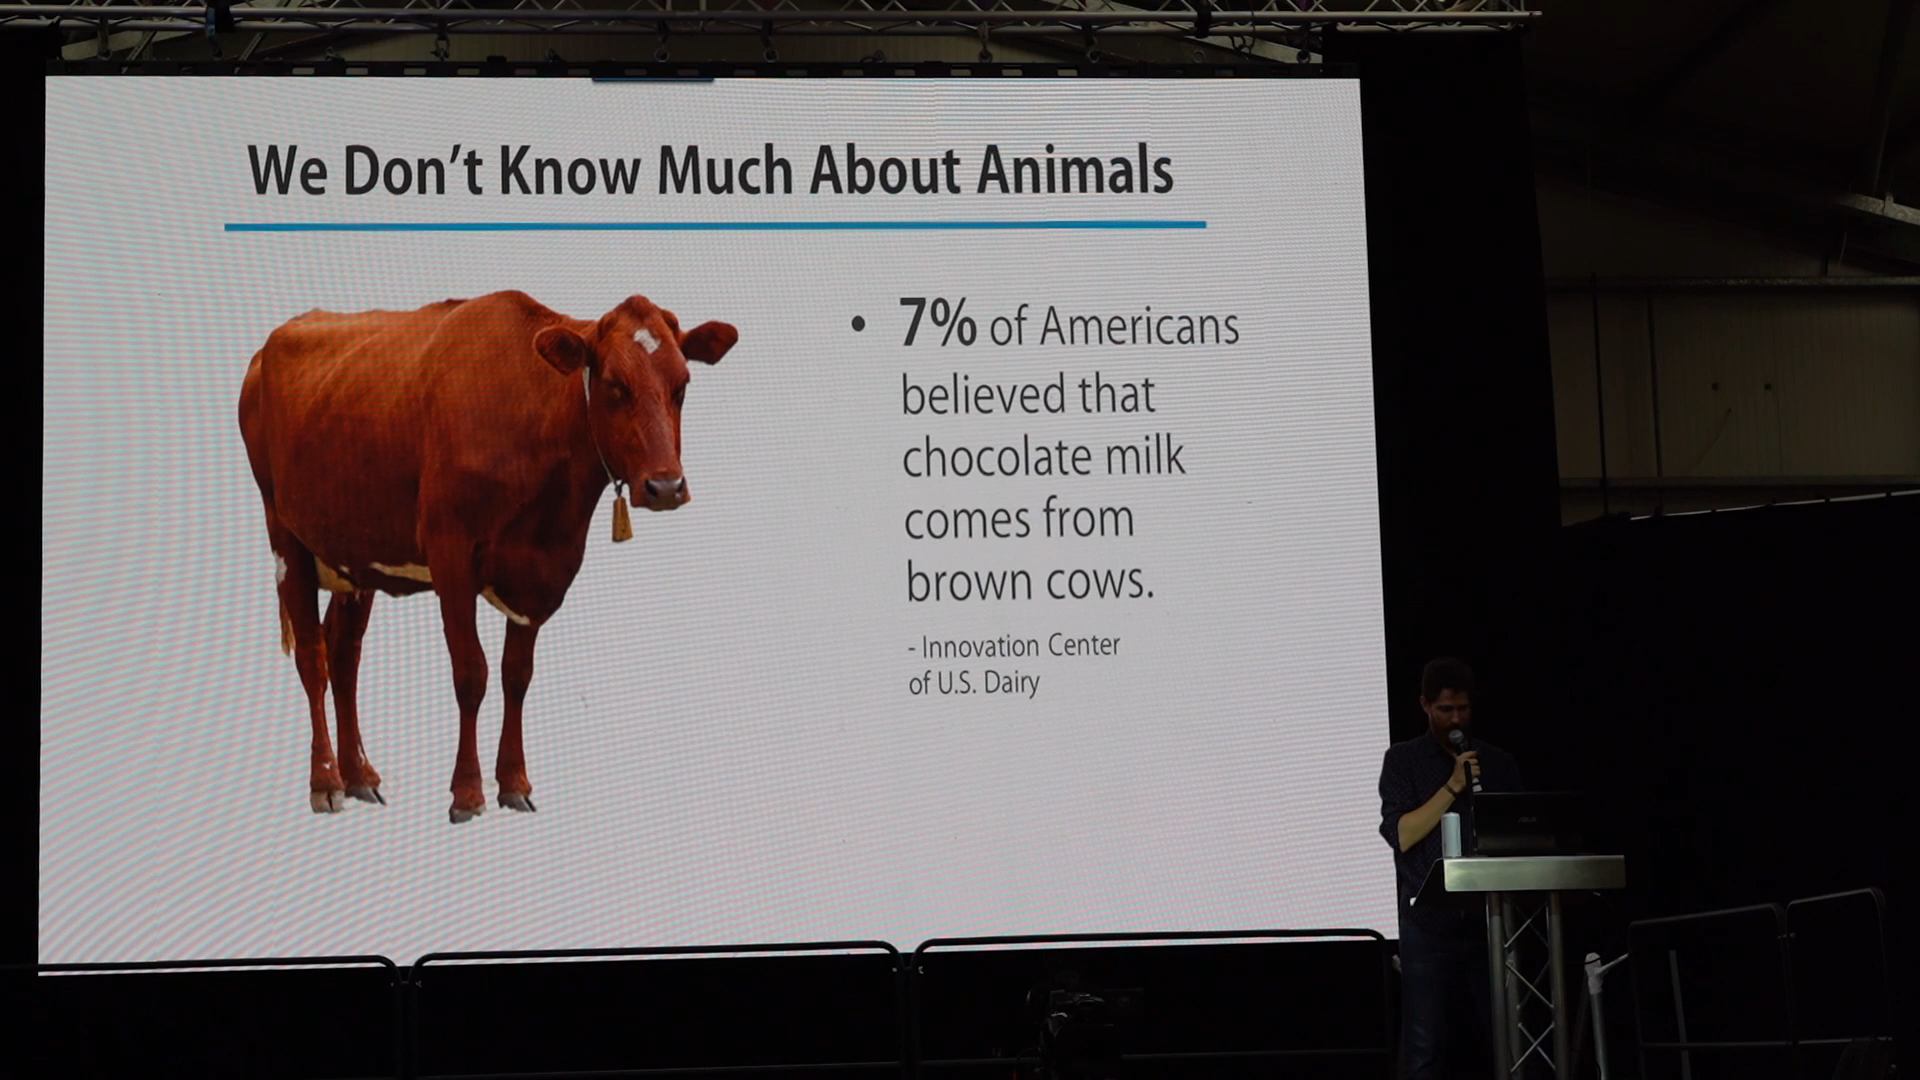 We Don't Know Much About Animals
• 7% of Americans
believed that
chocolate milk
comes from
brown cows.
- Innovation Center
of U.S. Dairy
ASUS